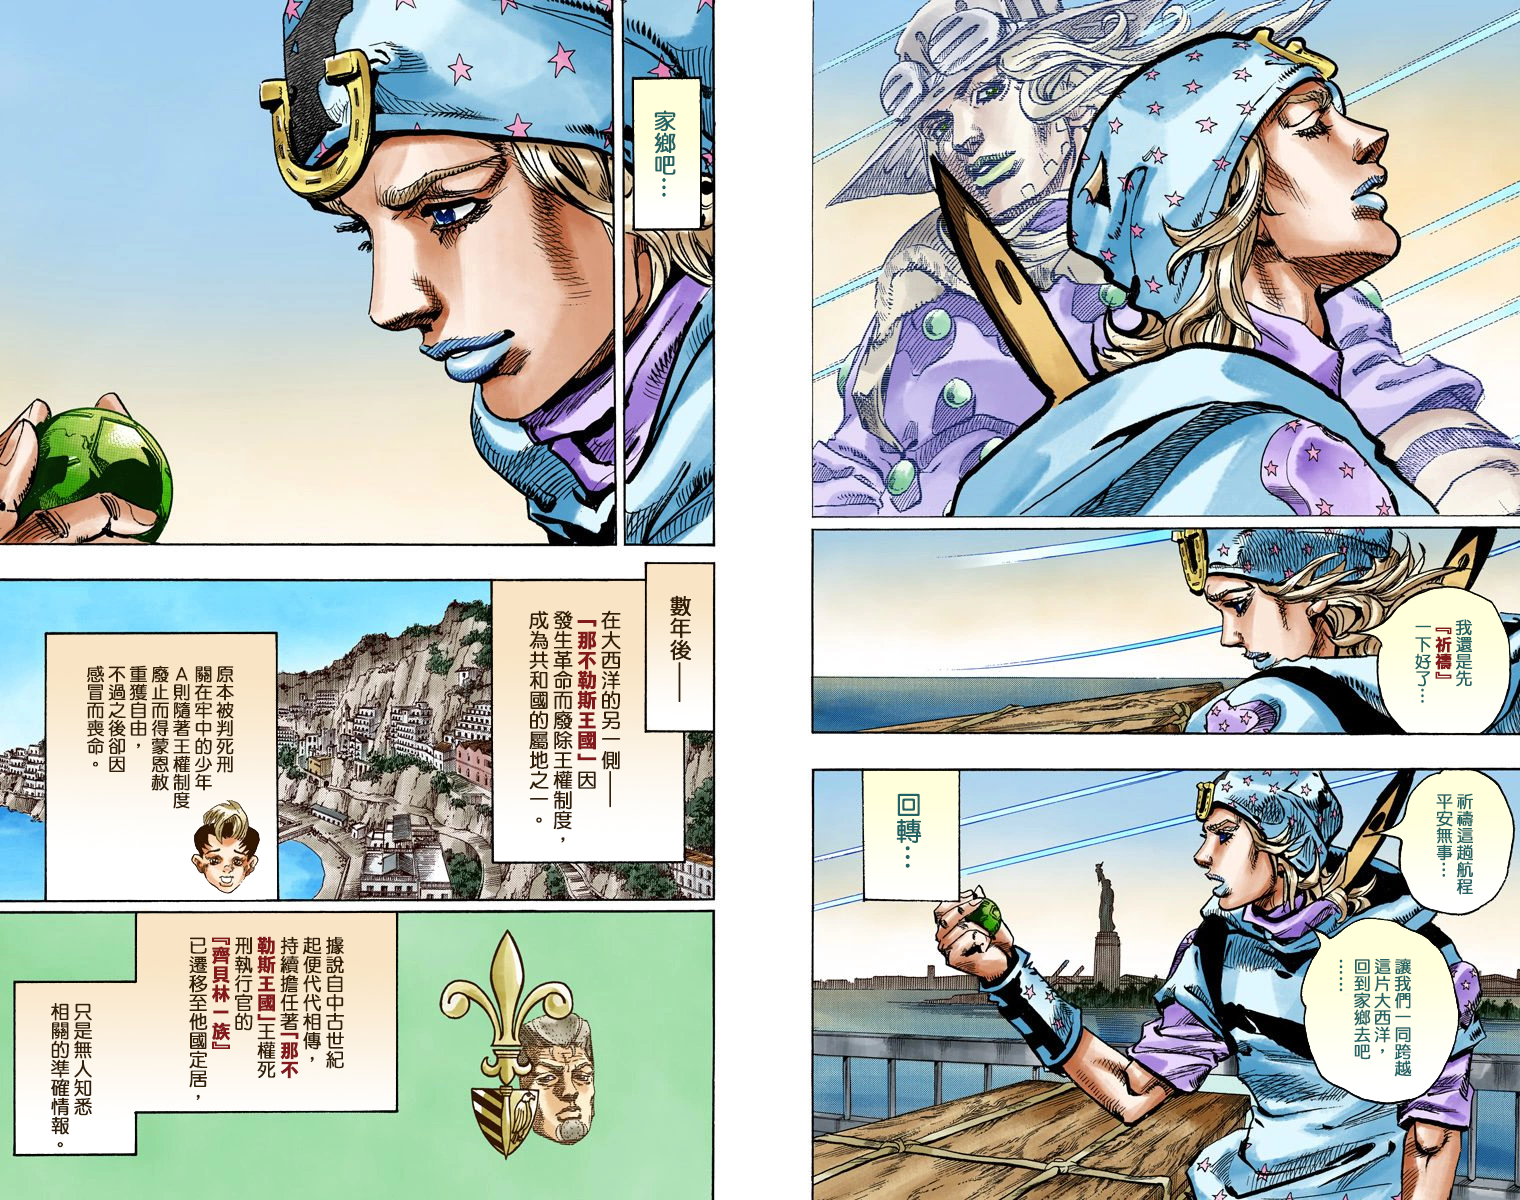 我還是先
『祈禱』
一下好了…
祈禱這趟航程
平安無事…
讓我們一同跨越
這片大西洋，
回到家鄉去吧
……
回轉…
家鄉吧…
數年後——
在大西洋的另一側——
「那不勒斯王國」因
發生革命而廢除王權制度，
成為共和國的屬地之一。
原本被判死刑
關在牢中的少年
A則隨著王權制度
廢止而得蒙恩赦
重獲自由，
不過之後卻因
感冒而喪命。
據說自中古世紀
起便代代相傳，
持續擔任著「那不
勒斯王國」王權死
刑執行官的
『齊貝林一族』
已遷移至他國定居，
只是無人知悉
相關的準確情報。